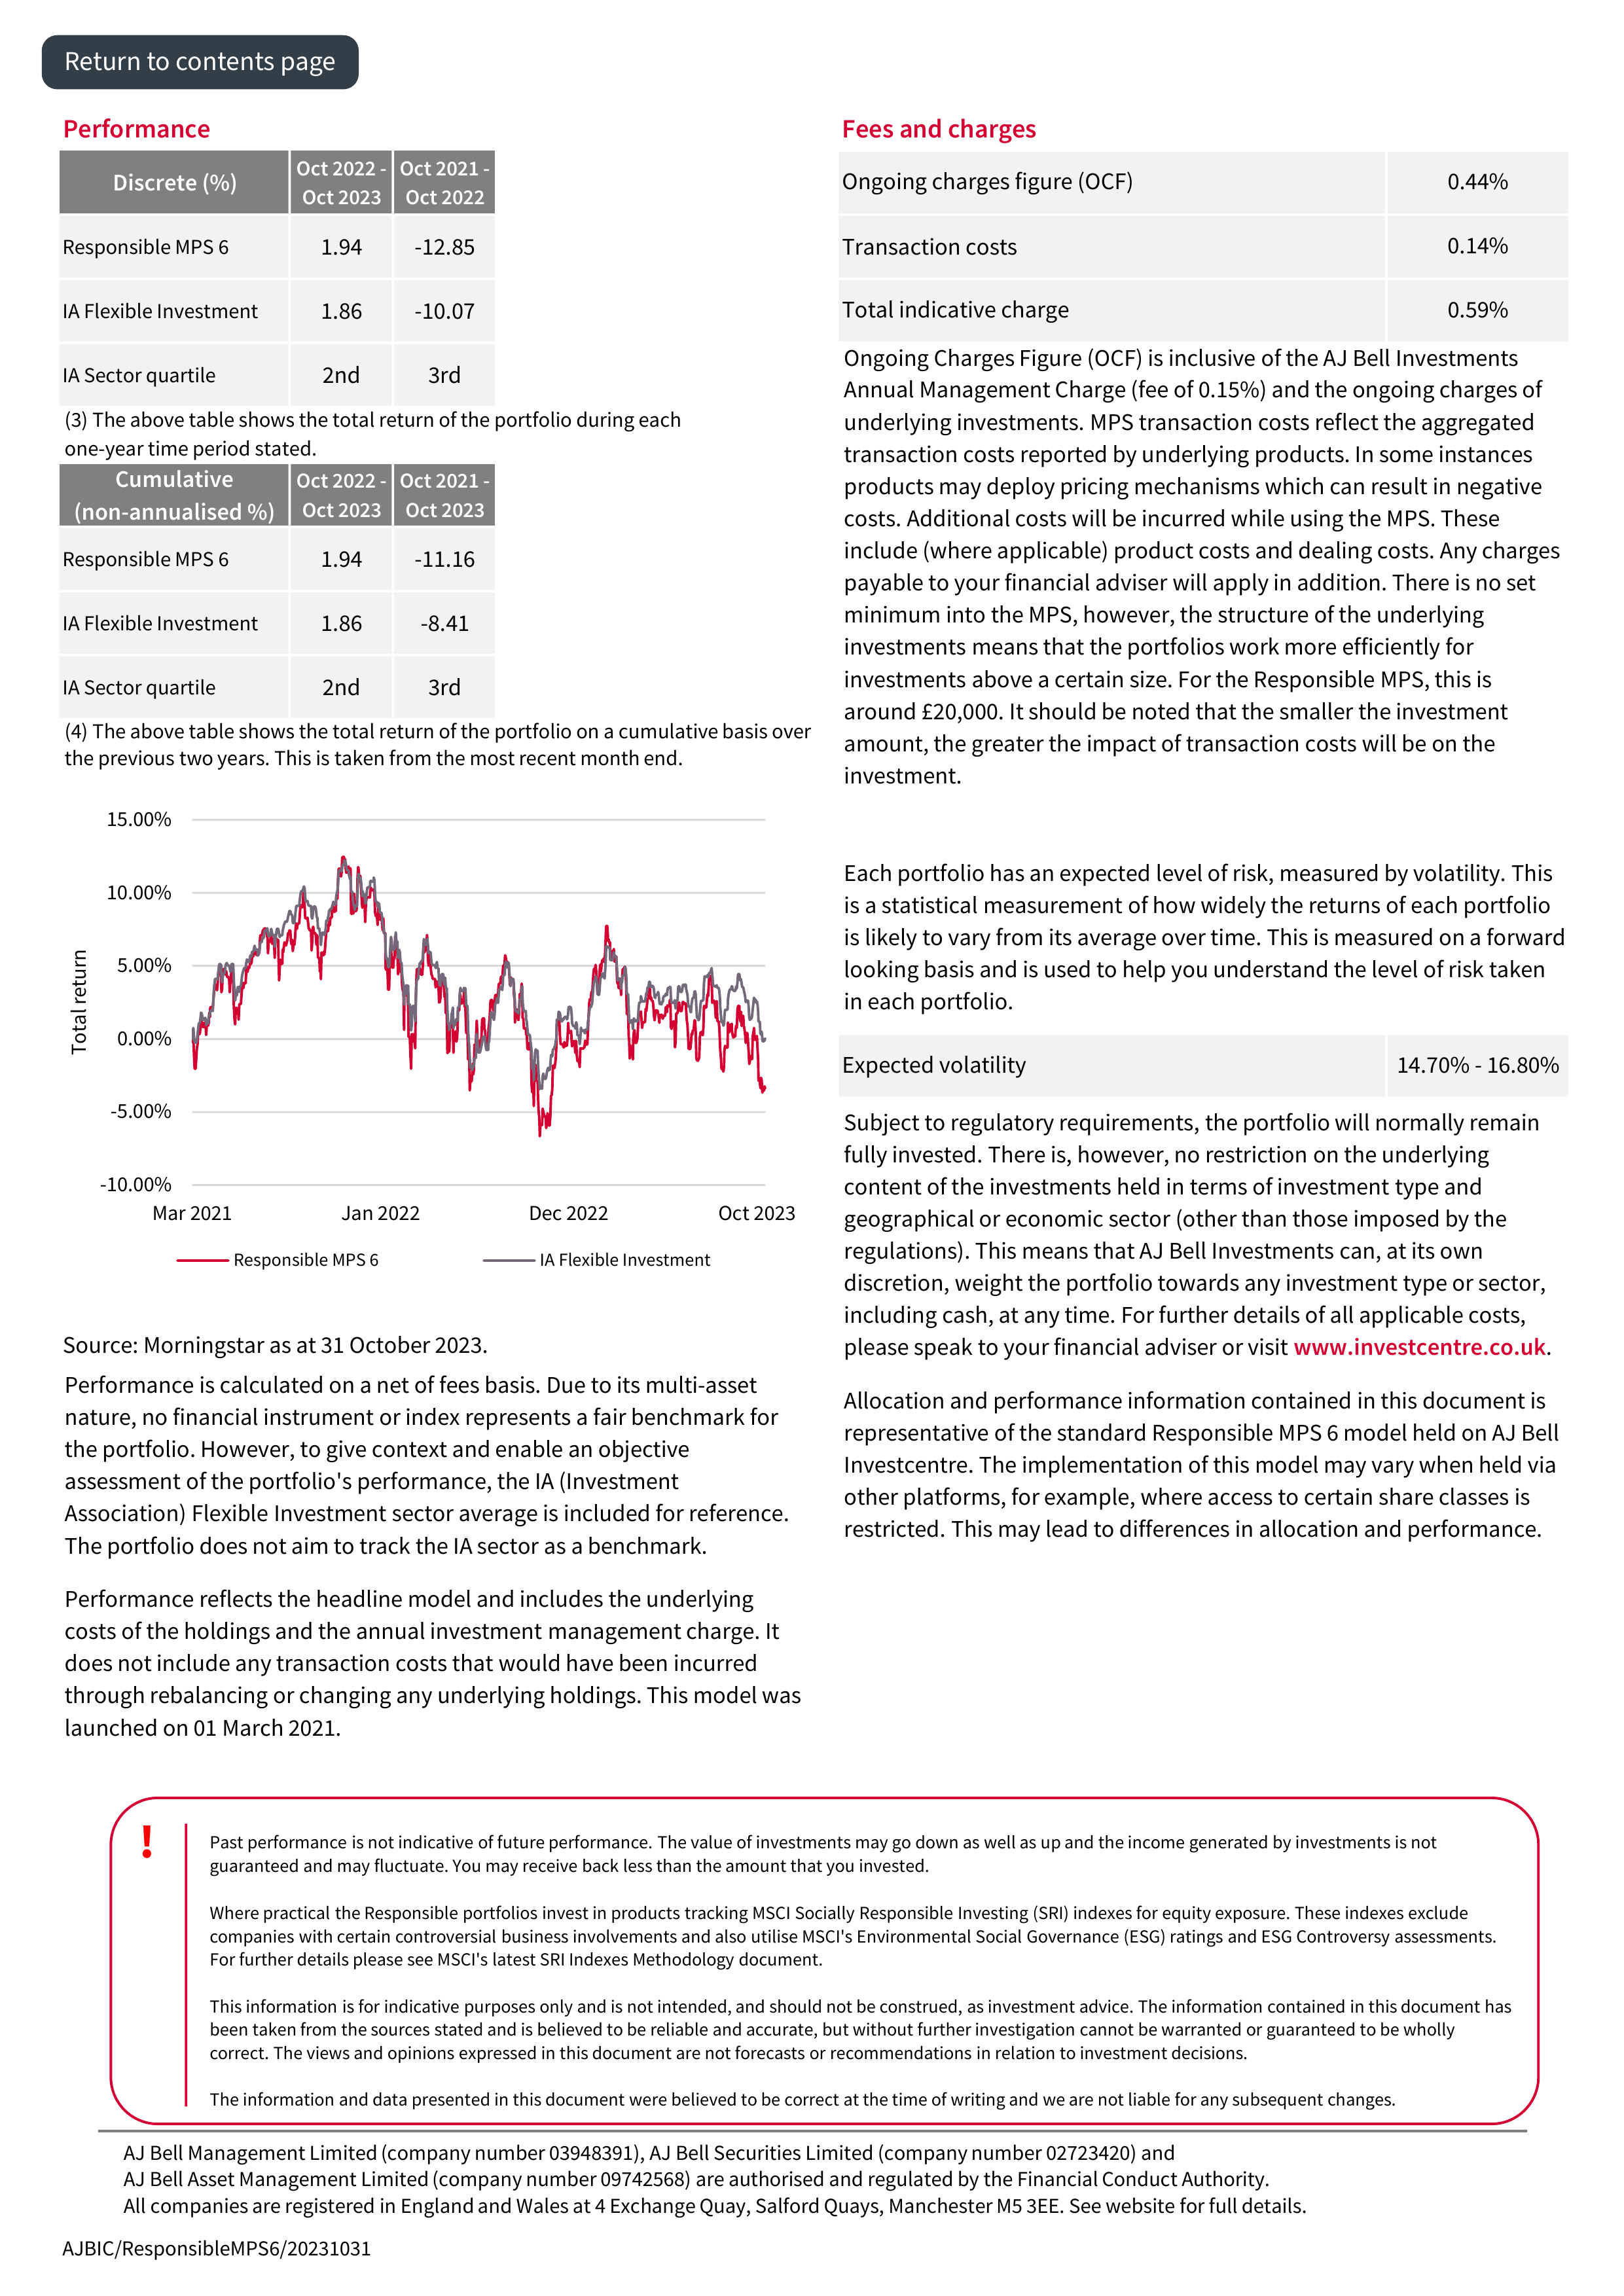 Return to contents page
Performance
Discrete (%)
Oct 2022 -
Oct 2023
Oct 2021 -
Oct 2022
Responsible MPS 6
1.94
-12.85
IA Flexible Investment
1.86
-10.07
IA Sector quartile
2nd
3rd
(3) The above table shows the total return of the portfolio during each
one-year time period stated.
Cumulative
(non-annualised %)
Oct 2022 -
Oct 2023
Oct 2021 -
Oct 2023
Responsible MPS 6
1.94
-11.16
IA Flexible Investment
1.86
-8.41
IA Sector quartile
2nd
3rd
(4) The above table shows the total return of the portfolio on a cumulative basis over
the previous two years. This is taken from the most recent month end.
Total return
15.00%
10.00%
5.00%
0.00%
-5.00%
-10.00%
Mar 2021
Jan 2022
Dec 2022
Oct 2023
Responsible MPS 6
IA Flexible Investment
Source: Morningstar as at 31 October 2023.
Performance is calculated on a net of fees basis. Due to its multi-asset
nature, no financial instrument or index represents a fair benchmark for
the portfolio. However, to give context and enable an objective
assessment of the portfolio's performance, the IA (Investment
Association) Flexible Investment sector average is included for reference.
The portfolio does not aim to track the IA sector as a benchmark.
Performance reflects the headline model and includes the underlying
costs of the holdings and the annual investment management charge. It
does not include any transaction costs that would have been incurred
through rebalancing or changing any underlying holdings. This model was
launched on 01 March 2021.
Fees and charges
Ongoing charges figure (OCF)
0.44%
Transaction costs
0.14%
Total indicative charge
0.59%
Ongoing Charges Figure (OCF) is inclusive of the AJ Bell Investments
Annual Management Charge (fee of 0.15%) and the ongoing charges of
underlying investments. MPS transaction costs reflect the aggregated
transaction costs reported by underlying products. In some instances
products may deploy pricing mechanisms which can result in negative
costs. Additional costs will be incurred while using the MPS. These
include (where applicable) product costs and dealing costs. Any charges
payable to your financial adviser will apply in addition. There is no set
minimum into the MPS, however, the structure of the underlying
investments means that the portfolios work more efficiently for
investments above a certain size. For the Responsible MPS, this is
around £20,000. It should be noted that the smaller the investment
amount, the greater the impact of transaction costs will be on the
investment.
Each portfolio has an expected level of risk, measured by volatility. This
is a statistical measurement of how widely the returns of each portfolio
is likely to vary from its average over time. This is measured on a forward
looking basis and is used to help you understand the level of risk taken
in each portfolio.
Expected volatility
14.70% - 16.80%
Subject to regulatory requirements, the portfolio will normally remain
fully invested. There is, however, no restriction on the underlying
content of the investments held in terms of investment type and
geographical or economic sector (other than those imposed by the
regulations). This means that AJ Bell Investments can, at its own
discretion, weight the portfolio towards any investment type or sector,
including cash, at any time. For further details of all applicable costs,
please speak to your financial adviser or visit www.investcentre.co.uk.
Allocation and performance information contained in this document is
representative of the standard Responsible MPS 6 model held on AJ Bell
Investcentre. The implementation of this model may vary when held via
other platforms, for example, where access to certain share classes is
restricted. This may lead to differences in allocation and performance.
!
Past performance is not indicative of future performance. The value of investments may go down as well as up and the income generated by investments is not
guaranteed and may fluctuate. You may receive back less than the amount that you invested.
Where practical the Responsible portfolios invest in products tracking MSCI Socially Responsible Investing (SRI) indexes for equity exposure. These indexes exclude
companies with certain controversial business involvements and also utilise MSCI's Environmental Social Governance (ESG) ratings and ESG Controversy assessments.
For further details please see MSCI's latest SRI Indexes Methodology document.
This information is for indicative purposes only and is not intended, and should not be construed, as investment advice. The information contained in this document has
been taken from the sources stated and is believed to be reliable and accurate, but without further investigation cannot be warranted or guaranteed to be wholly
correct. The views and opinions expressed in this document are not forecasts or recommendations in relation to investment decisions.
The information and data presented in this document were believed to be correct at the time of writing and we are not liable for any subsequent changes.
AJ Bell Management Limited (company number 03948391), AJ Bell Securities Limited (company number 02723420) and
AJ Bell Asset Management Limited (company number 09742568) are authorised and regulated by the Financial Conduct Authority.
All companies are registered in England and Wales at 4 Exchange Quay, Salford Quays, Manchester M5 3EE. See website for full details.
AJBIC/ResponsibleMPS6/20231031